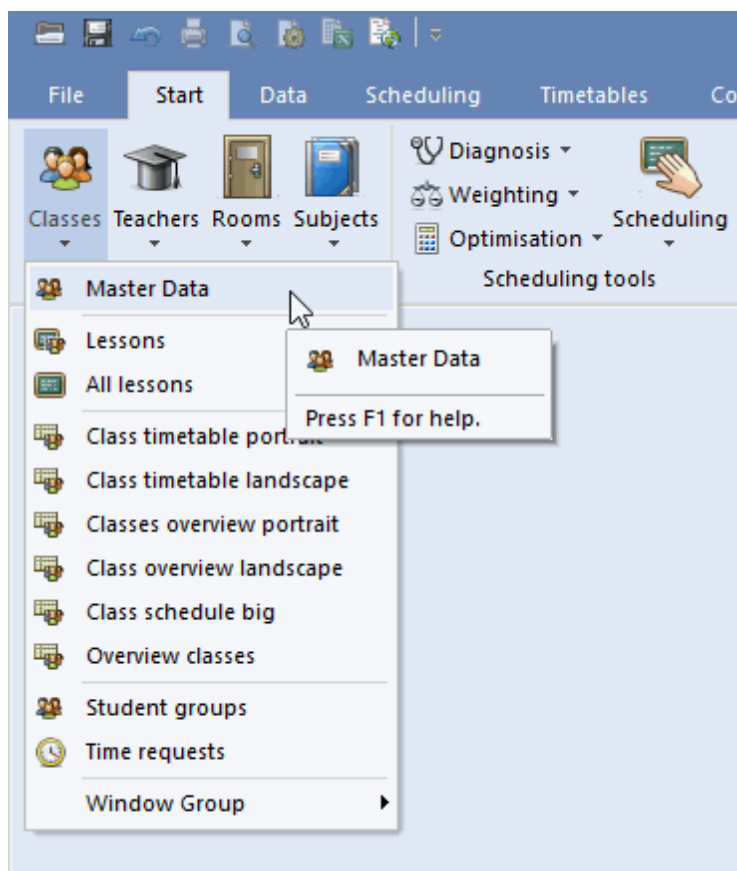 File Start Data Scheduling Timetables Co
Classes Teachers Rooms Subjects
Diagnosis
Weighting
Optimisation
Scheduling
Scheduling tools
Master Data
Lessons
All lessons
Class timetable portrait
Class timetable landscape
Classes overview portrait
Class overview landscape
Class schedule big
Overview classes
Student groups
Time requests
Window Group
Master Data
Press F1 for help.